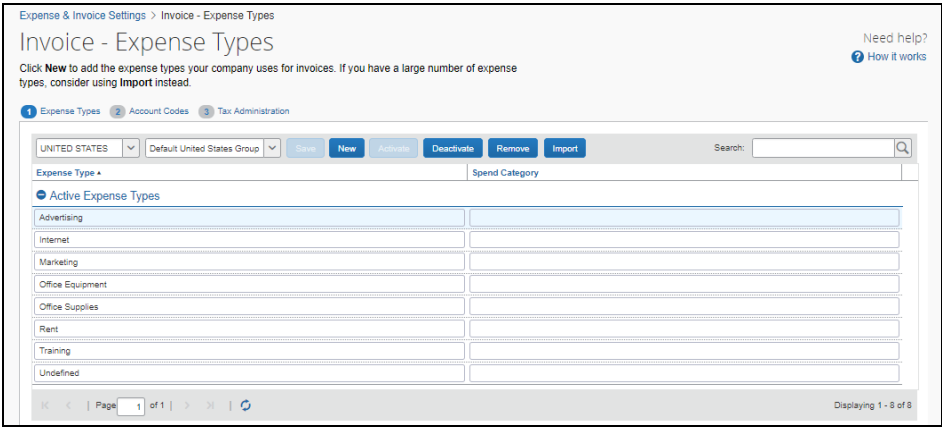 Expense & Invoice Settings > Invoice - Expense Types
Invoice - Expense Types
Need help?
How it works
Click New to add the expense types your company uses for invoices. If you have a large number of expense
types, consider using Import instead.
1 Expense Types 2 Account Codes 3 Tax Administration
UNITED STATES Default United States Group Save New Activate Deactivate Remove Import Search:
Expense Type Spend Category
Active Expense Types
Advertising
Internet
Marketing
Office Equipment
Office Supplies
Rent
Training
Undefined
Page 1 of 1 Displaying 1 - 8 of 8